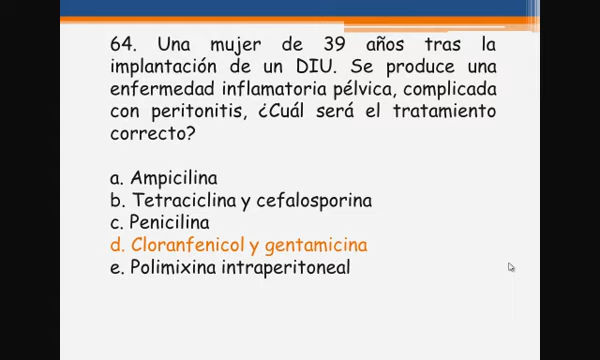 64. Una mujer de 39 años tras la
implantación de un DIU. Se produce una
enfermedad inflamatoria pélvica, complicada
con peritonitis, ¿Cuál será el tratamiento
correcto?
a. Ampicilina
b. Tetraciclina y cefalosporina
c. Penicilina
d. Cloranfenicol y gentamicina
e. Polimixina intraperitoneal